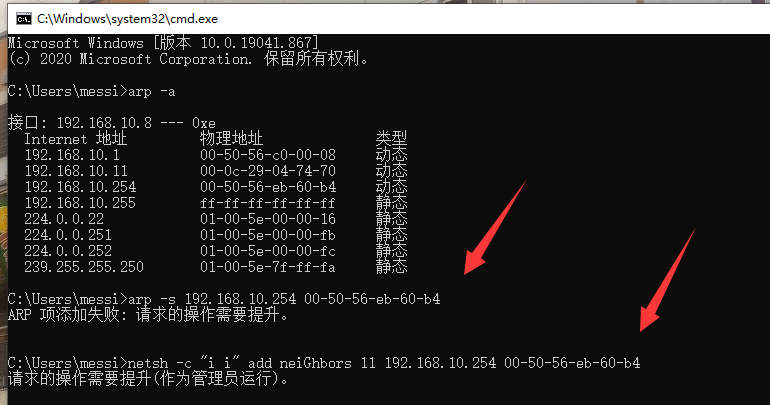 C:\Windows\system32\cmd.exe
Microsoft Windows [版本 10.0.19041.867]
(c) 2020 Microsoft Corporation. 保留所有权利。
C:\Users\messi>arp -a
接口: 192.168.10.8 --- 0xe
Internet 地址 物理地址 类型
192.168.10.1 00-50-56-c0-00-08 动态
192.168.10.11 00-0c-29-04-74-70 动态
192.168.10.254 00-50-56-eb-60-b4 动态
192.168.10.255 ff-ff-ff-ff-ff-ff 静态
224.0.0.22 01-00-5e-00-00-16 静态
224.0.0.251 01-00-5e-00-00-fb 静态
224.0.0.252 01-00-5e-00-00-fc 静态
239.255.255.250 01-00-5e-7f-ff-fa 静态
C:\Users\messi>arp -s 192.168.10.254 00-50-56-eb-60-b4
ARP 项添加失败: 请求的操作需要提升。
C:\Users\messi>netsh -c "i i" add neiGhbors 11 192.168.10.254 00-50-56-eb-60-b4
请求的操作需要提升(作为管理员运行)。